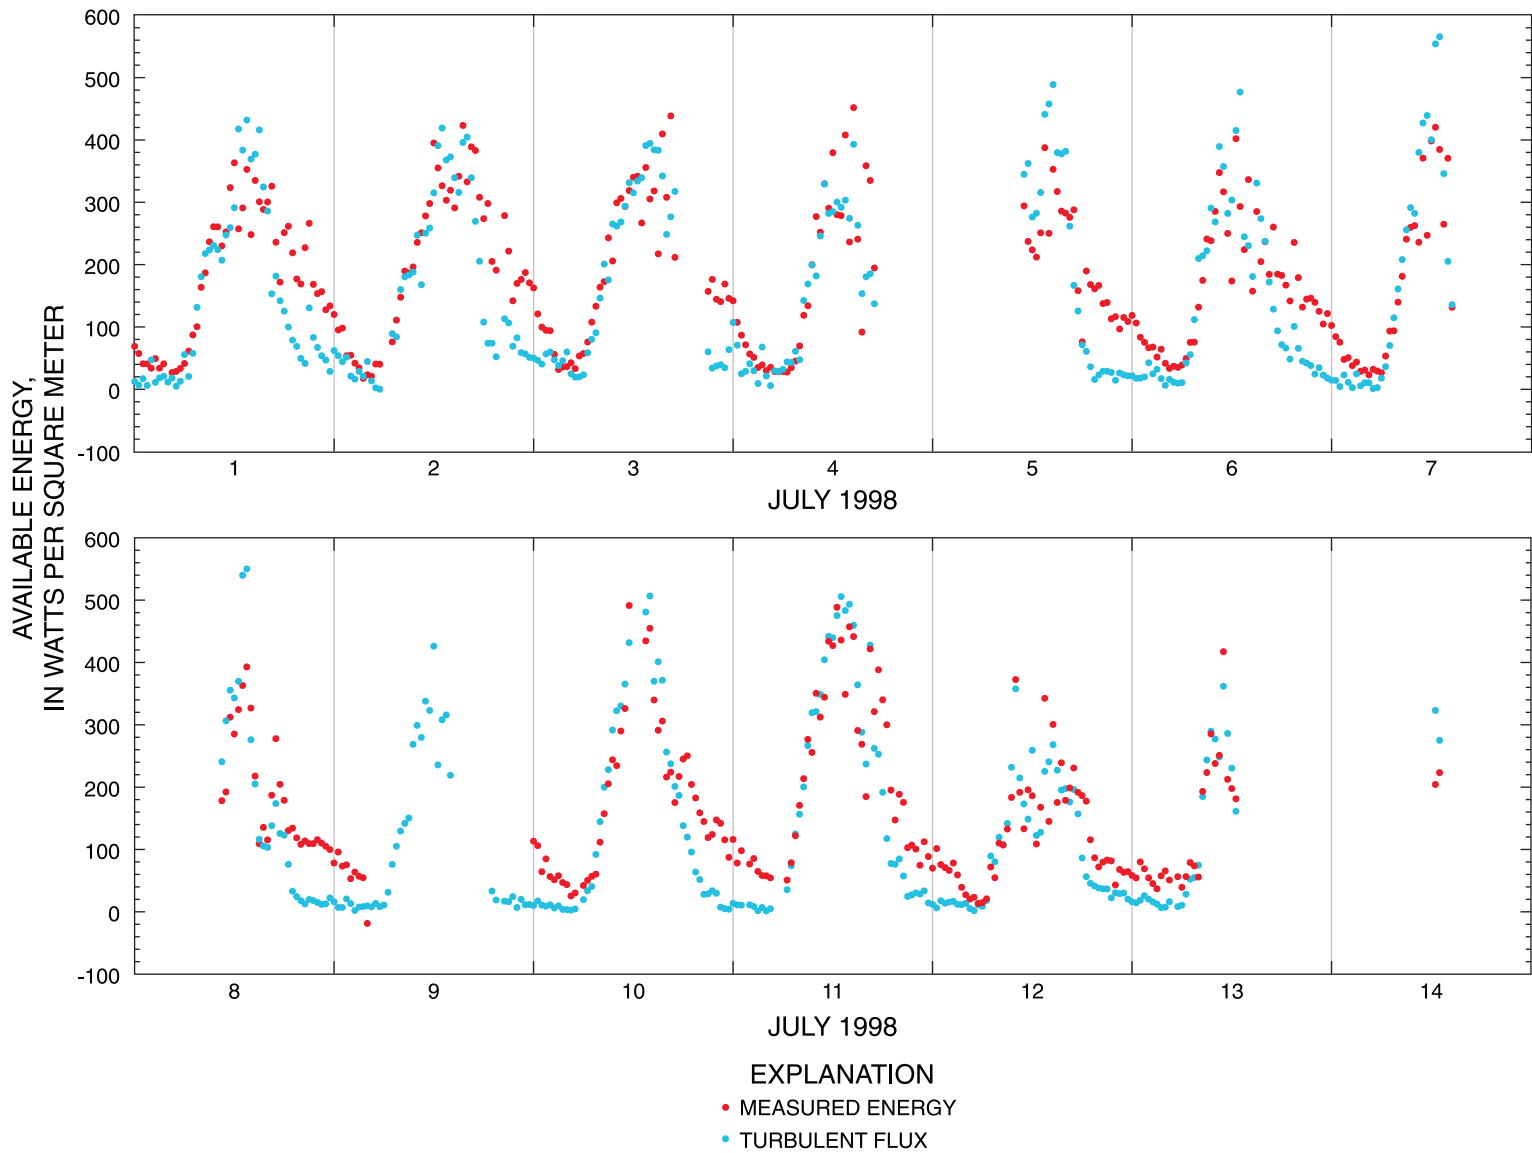 600
500
400
300
200
100
0
-100
1 2 3 4 5 6 7
JULY 1998
AVAILABLE ENERGY,
IN WATTS PER SQUARE METER
600
500
400
300
200
100
0
-100
8 9 10 11 12 13 14
JULY 1998
EXPLANATION
MEASURED ENERGY
TURBULENT FLUX